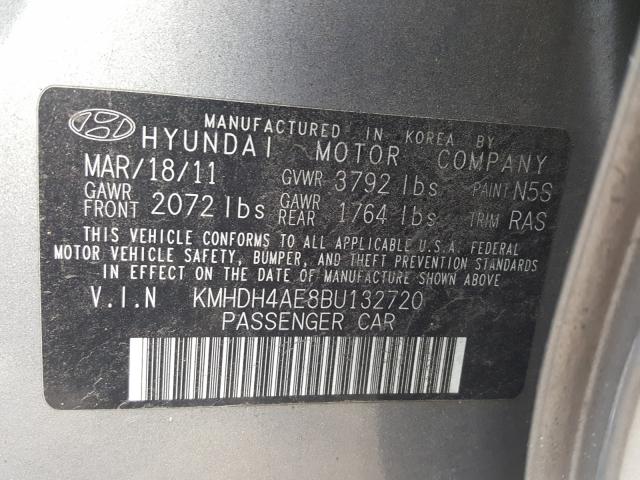 MANUFACTURED IN KOREA BY
HYUNDAI MOTOR COMPANY
MAR/18/11 GVWR 3792 lbs PAINT N5S
GAWR FRONT 2072 lbs GAWR REAR 1764 lbs TRIM RAS
THIS VEHICLE CONFORMS TO ALL APPLICABLE U.S.A. FEDERAL
MOTOR VEHICLE SAFETY, BUMPER, AND THEFT PREVENTION STANDARDS
IN EFFECT ON THE DATE OF MANUFACTURE SHOWN ABOVE
V.I.N KMHDH4AE8BU132720
PASSENGER CAR